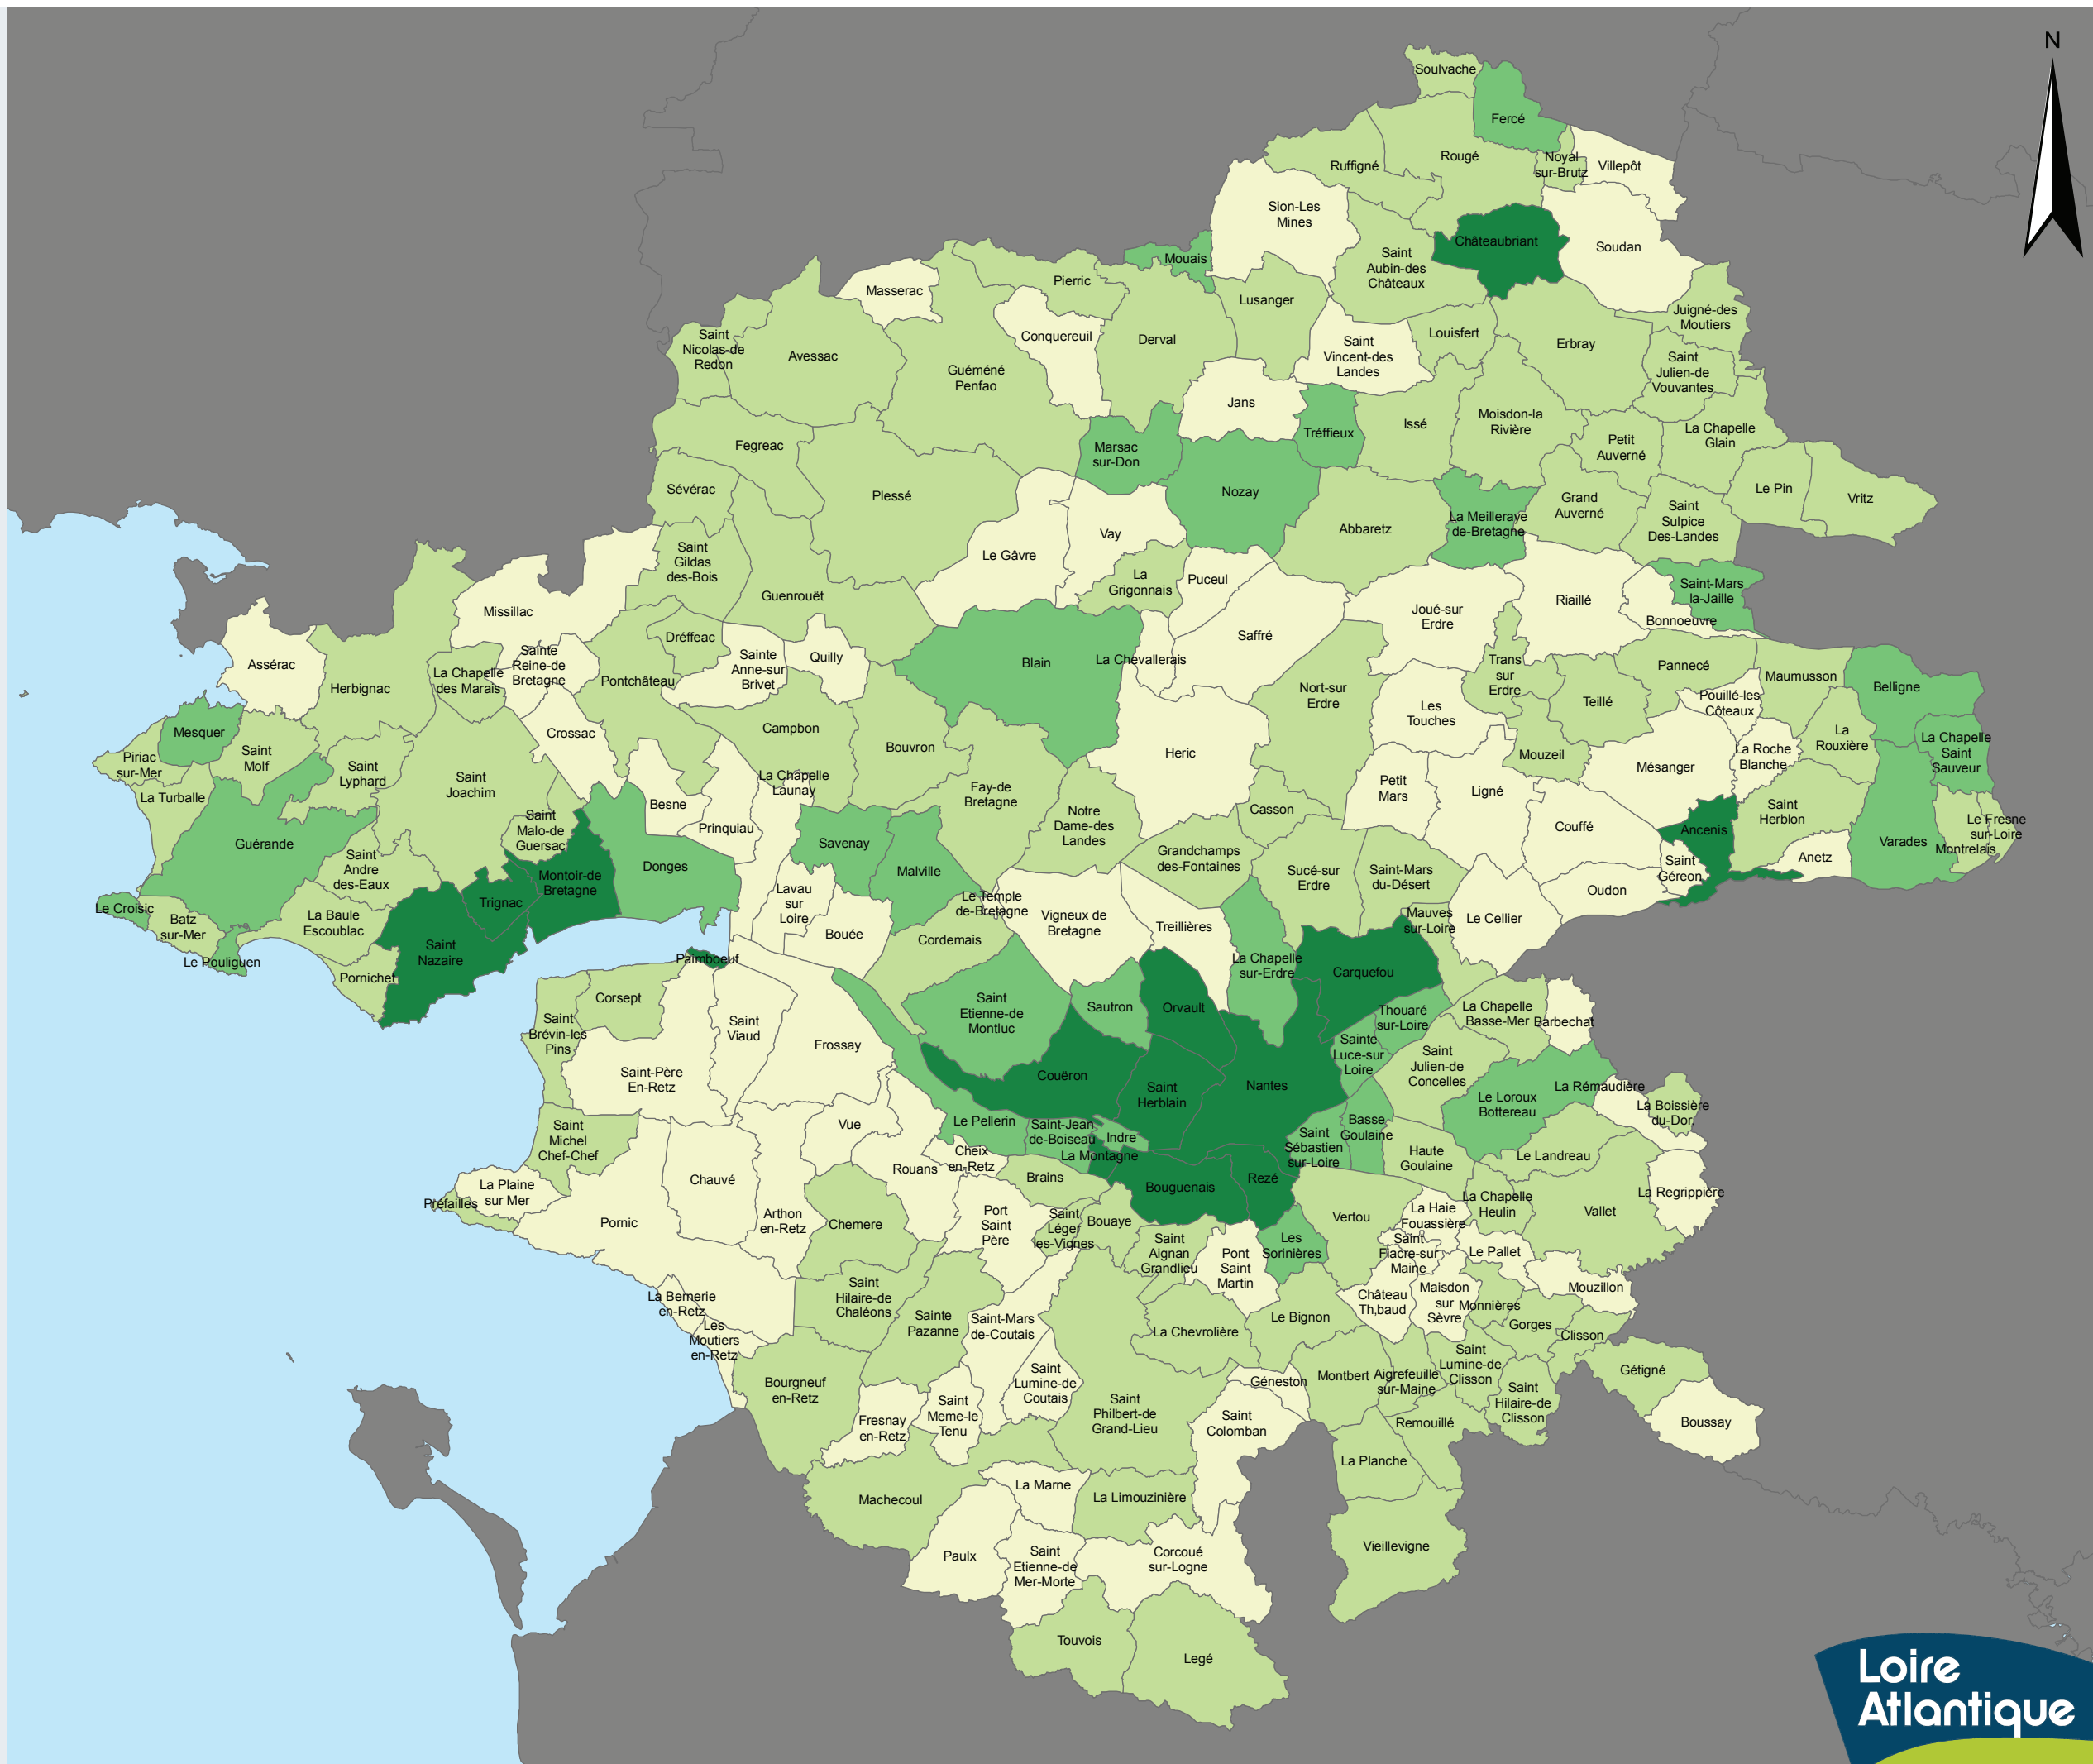 N
Soulvache
Fercé
Rougé
Ruffigné
Noyal
sur-Brutz
Villepôt
Sion-Les
Mines
Châteaubriant
Soudan
Saint
Aubin-des
Châteaux
Mouais
Pierric
Masserac
Lusanger
Juigné-des
Moutiers
Conquereuil
Derval
Louisfert
Erbray
Saint
Nicolas-de
Redon
Avessac
Saint
Vincent-des
Landes
Saint
Julien-de
Vouvantes
Guéméné
Penfao
Jans
Issé
Moisdon-la
Rivière
La Chapelle
Glain
Tréffieux
Petit
Auverné
Fegreac
Marsac
sur-Don
Sévérac
Plessé
Nozay
Le Pin
Vritz
Grand
Auverné
Saint
Sulpice
Des-Landes
La Meilleraye
de-Bretagne
Abbaretz
Vay
Le Gâvre
Saint
Gildas
des-Bois
La
Grigonnais
Puceul
Saint-Mars
la-Jaille
Guenrouët
Riaillé
Bonnoeuvre
Missillac
Joué-sur
Erdre
Saffré
Dréffeac
Blain
La Chevallerais
Sainte
Anne-sur
Brivet
Quilly
Assérac
Sainte
Reine-de
Bretagne
La Chapelle
des Marais
Pontchâteau
Herbignac
Trans
sur
Erdre
Pannecé
Maumusson
Belligne
Nort-sur
Erdre
Teillé
Pouillé-les
Côteaux
Les
Touches
Mesquer
Crossac
Campbon
Bouvron
Heric
La
Rouxière
La Chapelle
Saint
Sauveur
Piriac
sur-Mer
Saint
Molf
Saint
Lyphard
Mouzeil
Mésanger
La Roche
Blanche
Saint
Joachim
La Turballe
La Chapelle
Launay
Fay-de
Bretagne
Petit
Mars
Ligné
Besne
Casson
Notre
Dame-des
Landes
Saint
Herblon
Saint
Malo-de
Guersac
Prinquiau
Couffé
Ancenis
Le Fresne
sur-Loire
Guérande
Savenay
Varades
Montrelais
Saint
Andre
des-Eaux
Donges
Malville
Grandchamps
des-Fontaines
Sucé-sur
Erdre
Saint-Mars
du-Désert
Saint
Géreon
Anetz
Montoir-de
Bretagne
Oudon
Trignac
Lavau
sur
Loire
Le Temple
de-Bretagne
Le Croisic
Batz
sur-Mer
La Baule
Escoublac
Vigneux de
Bretagne
Treillières
Mauves
sur-Loire
Le Cellier
Bouée
Cordemais
Saint
Nazaire
Le Pouliguen
Paimboeuf
La Chapelle
sur-Erdre
Carquefou
Pornichet
Corsept
Saint
Etienne-de
Montluc
Sautron
Orvault
Thouaré
sur-Loire
La Chapelle
Basse-Mer
Barbechat
Saint
Brévin-les
Pins
Saint
Viaud
Frossay
Sainte
Luce-sur
Loire
Saint
Julien-de
Concelles
Saint-Père
En-Retz
Couëron
Saint
Herblain
Nantes
La Rémaudière
Le Loroux
Bottereau
La Boissière
du-Dor,
Vue
Le Pellerin
Saint-Jean
de-Boiseau
Indre
Basse
Goulaine
Saint
Sébastien
sur-Loire
Saint
Michel
Chef-Chef
La Montagne
Haute
Goulaine
Le Landreau
Cheix
en-Retz
Rouans
Brains
Bouguenais
Rezé
Chauvé
La Plaine
sur Mer
Préfailles
La Chapelle
Heulin
La Regrippière
Vallet
Pornic
Arthon
en-Retz
Chemere
Port
Saint
Père
Saint
Léger
les-Vignes
Bouaye
Vertou
La Haie
Fouassière
Saint
Aignan
Grandlieu
Pont
Saint
Martin
Les
Sorinières
Saint
Fiacre-sur
Maine
Le Pallet
Mouzillon
La Bernerie
en-Retz
Saint
Hilaire-de
Chaléons
Château
Th,baud
Maisdon
sur
Sèvre
Monnières
Sainte
Pazanne
Saint-Mars
de-Coutais
La Chevrolière
Le Bignon
Gorges
Clisson
Les
Moutiers
en-Retz
Saint
Lumine-de
Clisson
Gétigné
Bourgneuf
en-Retz
Saint
Lumine-de
Coutais
Géneston
Montbert
Aigrefeuille
sur-Maine
Saint
Hilaire-de
Clisson
Fresnay
en-Retz
Saint
Meme-le
Tenu
Saint
Philbert-de
Grand-Lieu
Saint
Colomban
Remouillé
Boussay
La Planche
Machecoul
La Marne
La Limouzinière
Paulx
Saint
Etienne-de
Mer-Morte
Corcoué
sur-Logne
Vieillevigne
Touvois
Legé
Loire
Atlantique